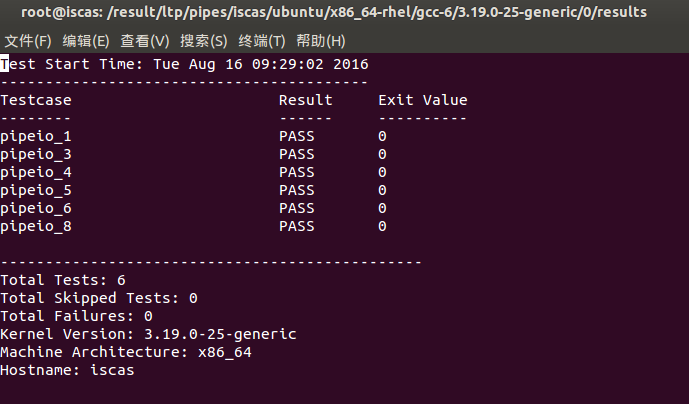 root@iscas: /result/ltp/pipes/iscas/ubuntu/x86_64-rhel/gcc-6/3.19.0-25-generic/0/results
文件(F) 编辑(E) 查看(V) 搜索(S) 终端(T) 帮助(H)
Test Start Time: Tue Aug 16 09:29:02 2016
-----------------------------------------
Testcase                       Result     Exit Value
--------                       ------     ----------
pipeio_1                       PASS       0
pipeio_3                       PASS       0
pipeio_4                       PASS       0
pipeio_5                       PASS       0
pipeio_6                       PASS       0
pipeio_8                       PASS       0
-----------------------------------------------
Total Tests: 6
Total Skipped Tests: 0
Total Failures: 0
Kernel Version: 3.19.0-25-generic
Machine Architecture: x86_64
Hostname: iscas